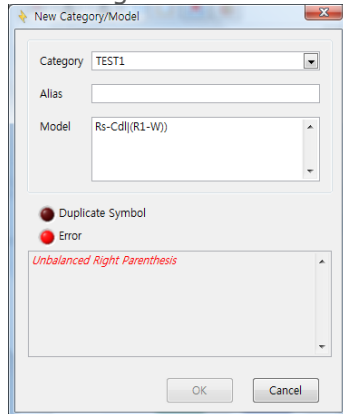 New Category/Model
Category TEST1
Alias
Model Rs-Cdl|(R1-W))
Duplicate Symbol
Error
Unbalanced Right Parenthesis
OK Cancel